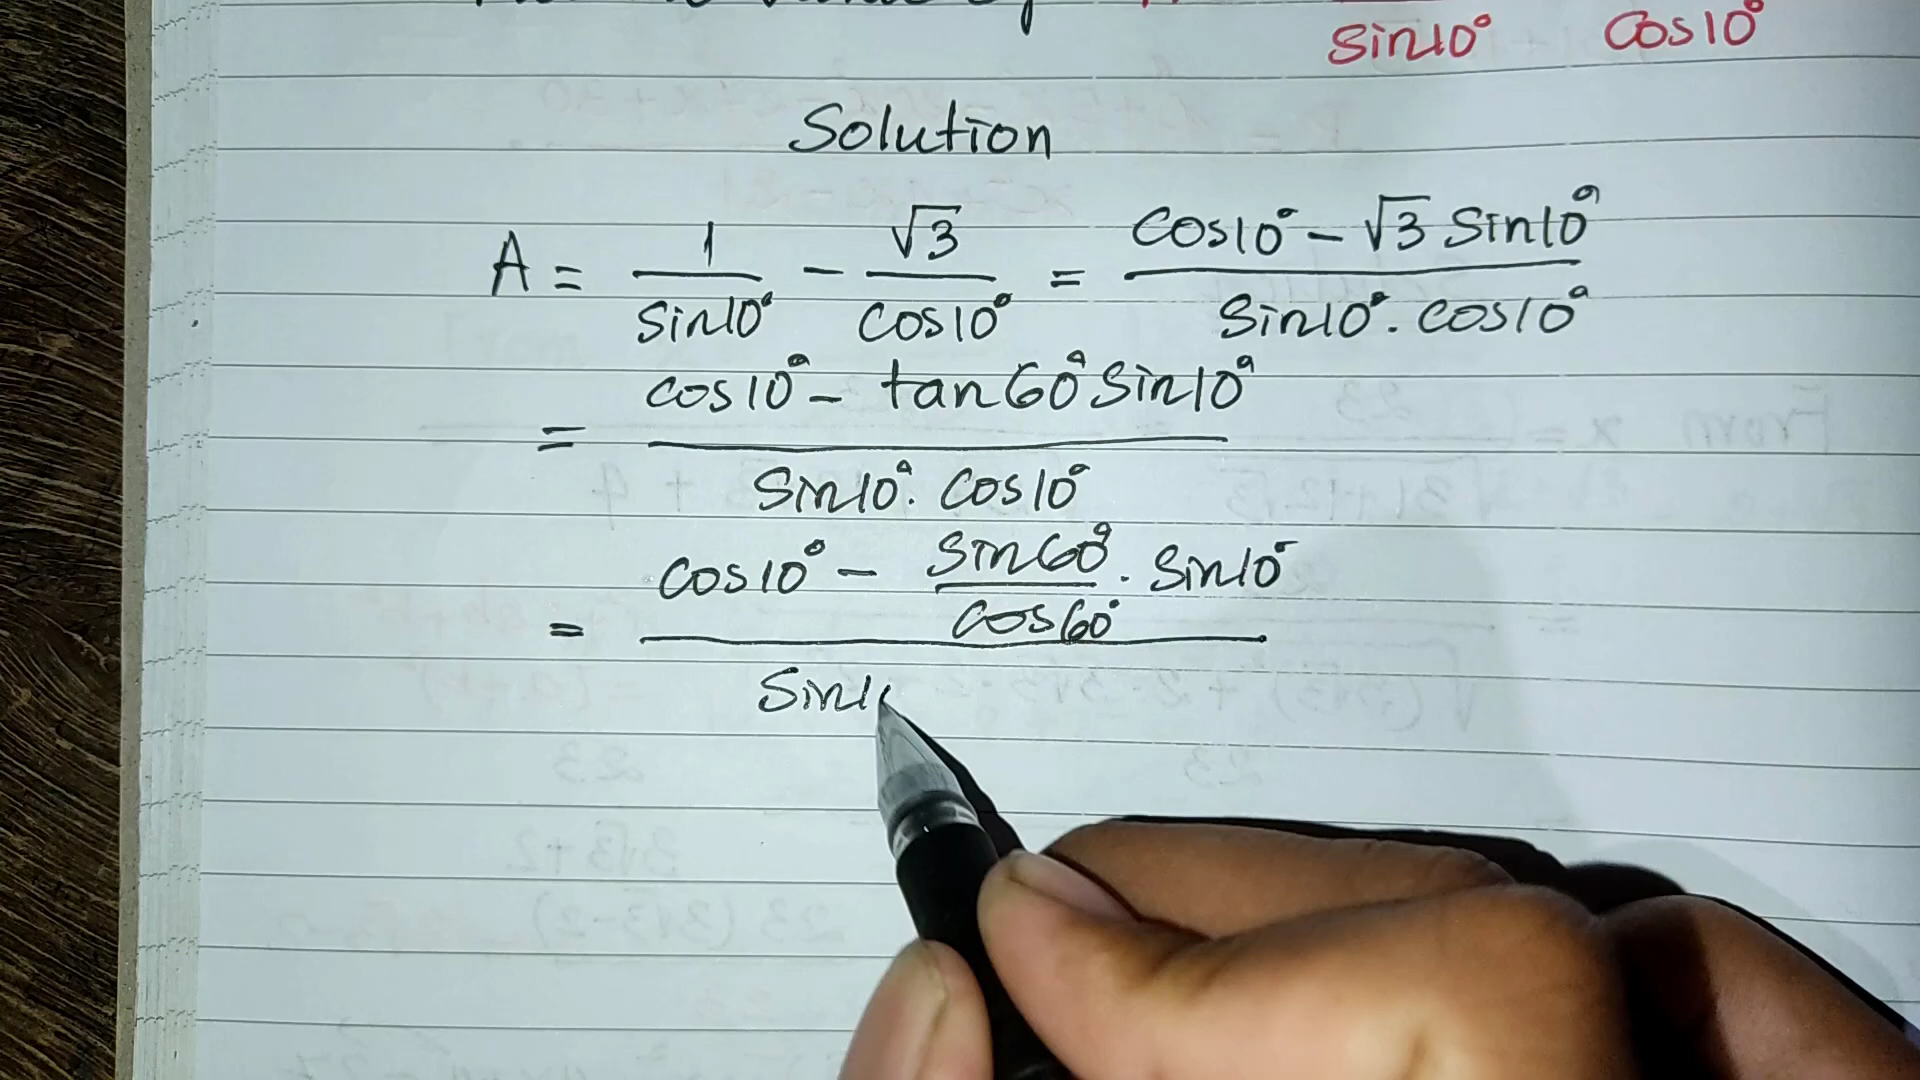 sin10° cos10°
Solution
A = 1/sin10° - √3/cos10° = (cos10° - √3 sin10°)/(sin10° . cos10°)
= (cos10° - tan60° sin10°)/(sin10° . cos10°)
= (cos10° - sin60°/cos60° . sin10°)/(sin1